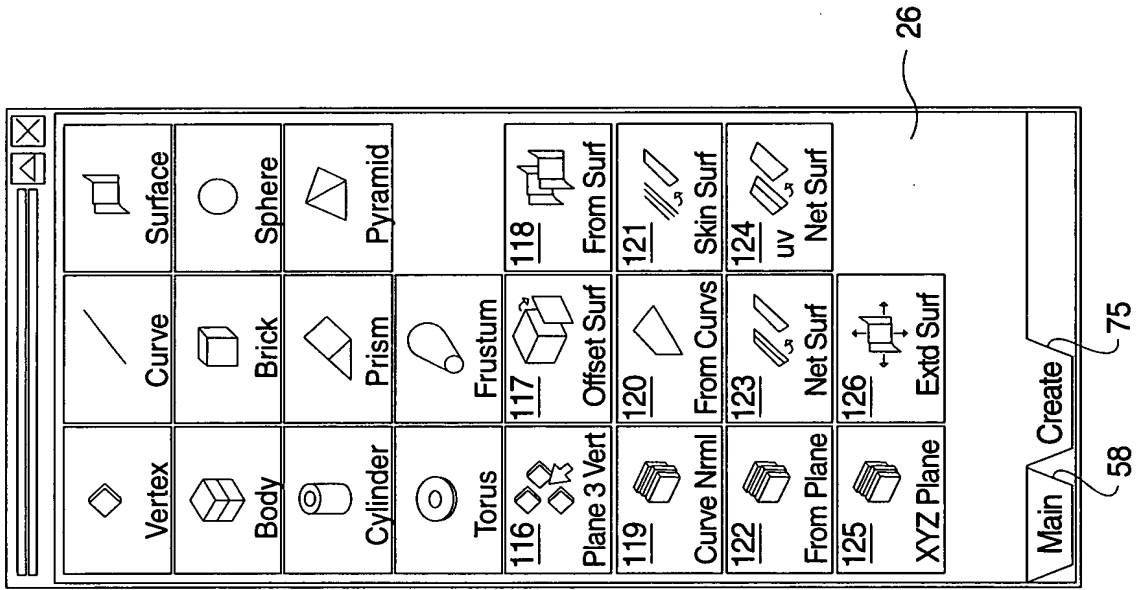 Vertex
Curve
Surface
Body
Brick
Sphere
Cylinder
Prism
Pyramid
Torus
Frustum
116
Plane 3 Vert
117
Offset Surf
118
From Surf
119
Curve Nrml
120
From Curvs
121
Skin Surf
122
From Plane
123
Net Surf
124
uv
Net Surf
125
XYZ Plane
126
Extd Surf
Main
Create
58
75
26